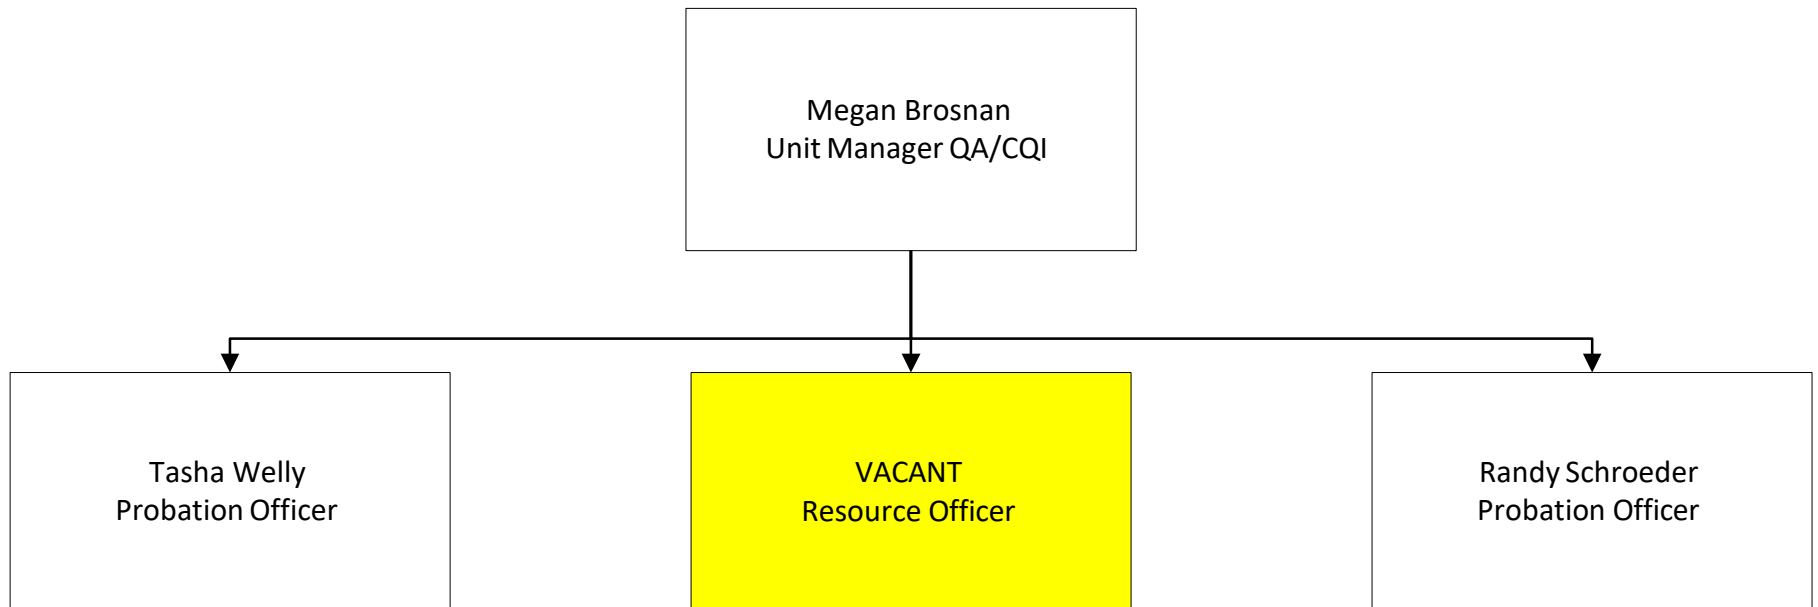 Megan Brosnan
Unit Manager QA/CQI
Tasha Welly
Probation Officer
VACANT
Resource Officer
Randy Schroeder
Probation Officer